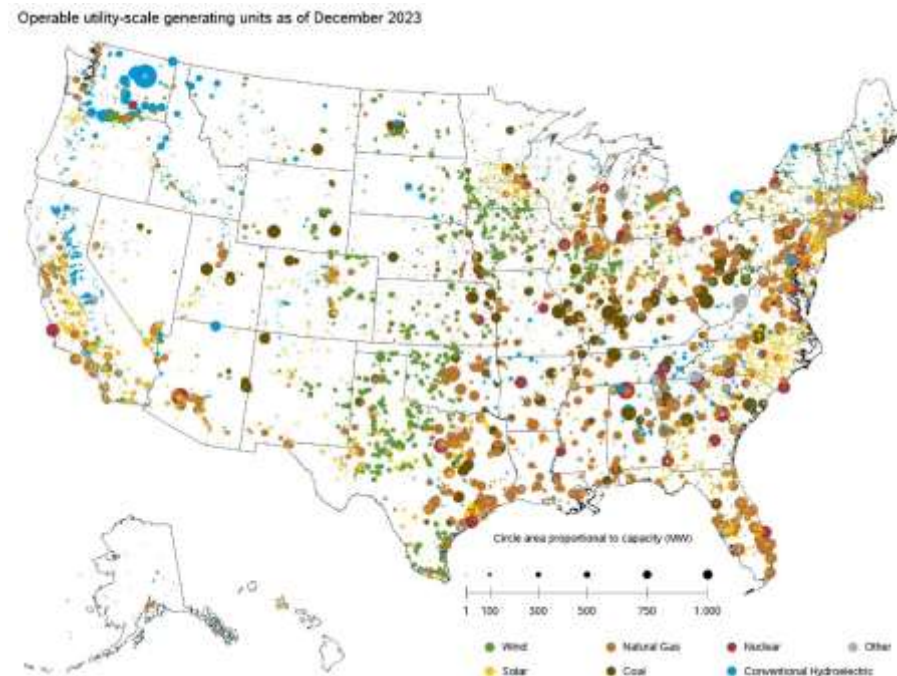 Operable utility-scale generating units as of December 2023
Circle area proportional to capacity (MW)
1 100 300 500 750 1,000
Wind Natural Gas Nuclear Other
Solar Coal Conventional Hydroelectric